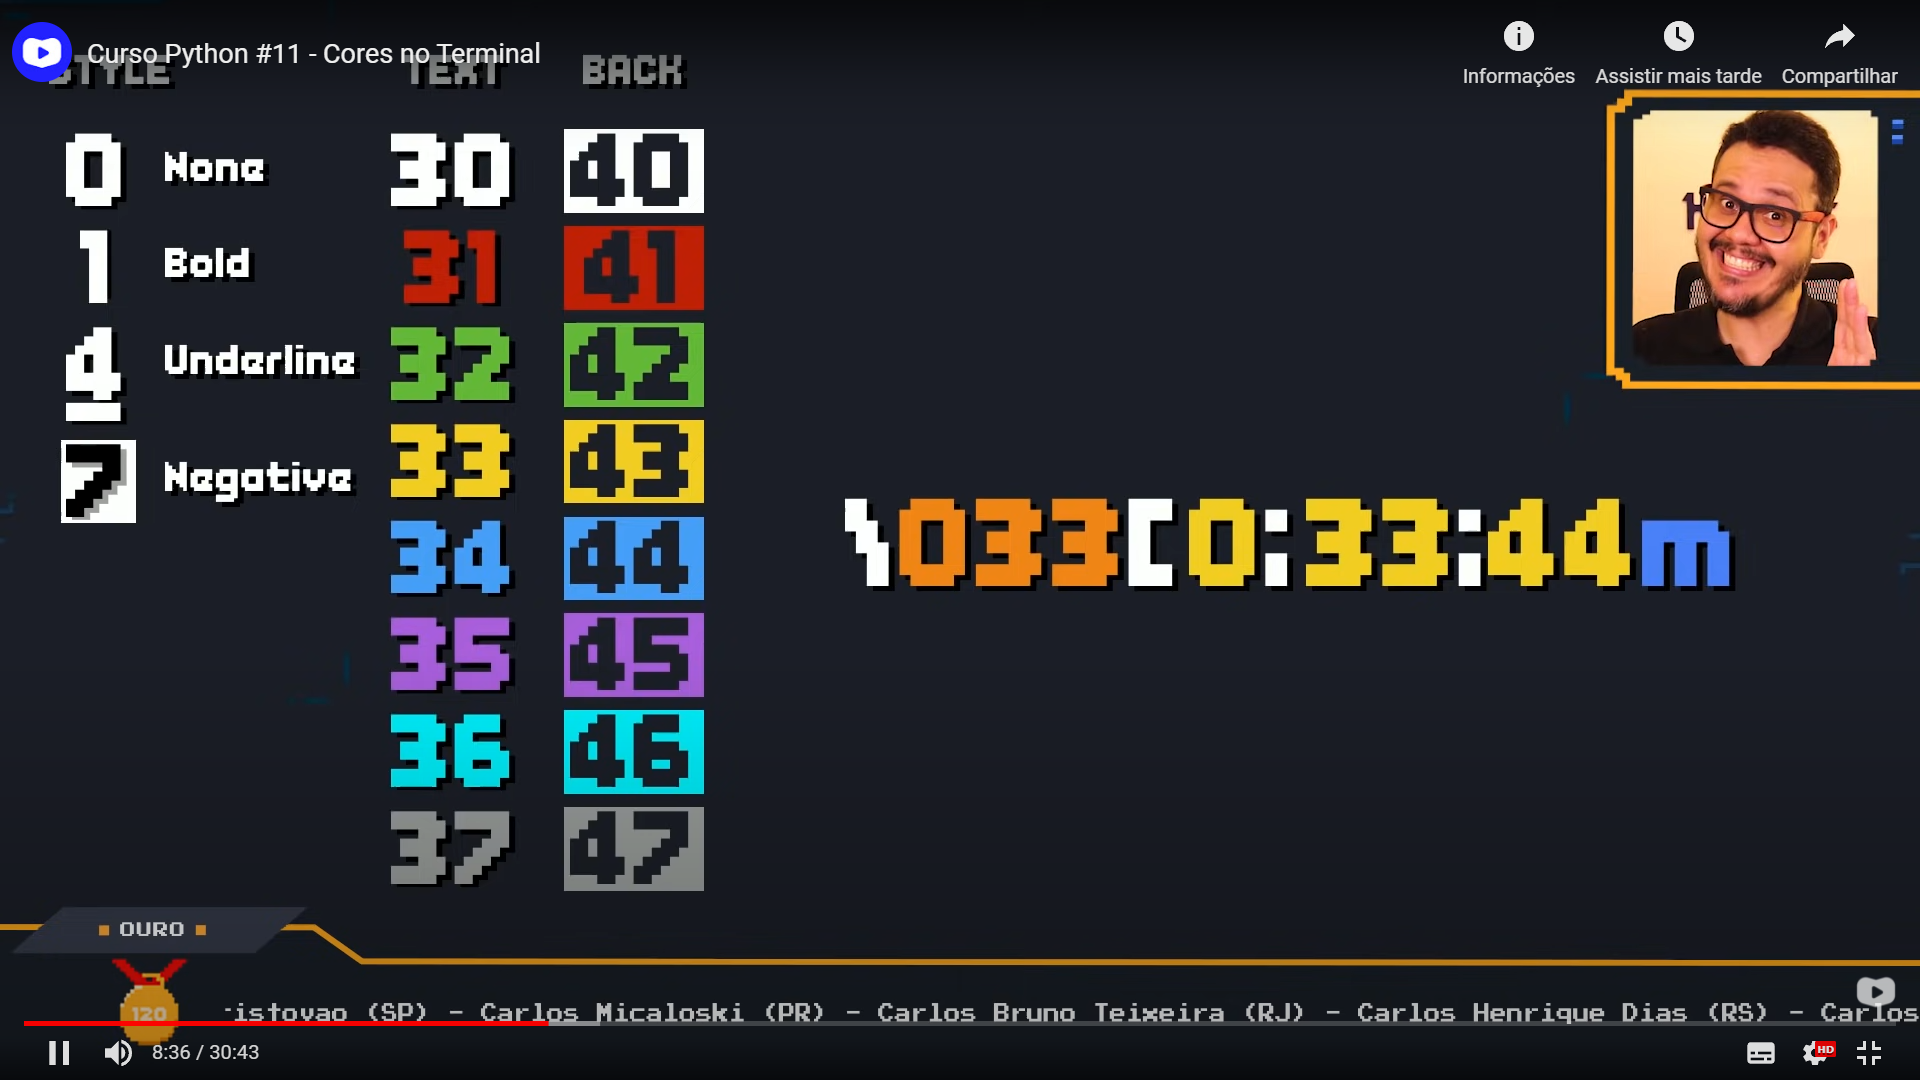 Curso Python #11 - Cores no Terminal
Informações Assistir mais tarde Compartilhar
STYLE TEXT BACK
0 None 30 40
1 Bold 31 41
4 Underline 32 42
7 Negative 33 43
34 44
35 45
36 46
37 47
\033[0;33;44m
OURO
120
istovao (SP) - Carlos Micaloski (PR) - Carlos Bruno Teixeira (RJ) - Carlos Henrique Dias (RS) - Carlos
8:36 / 30:43
HD